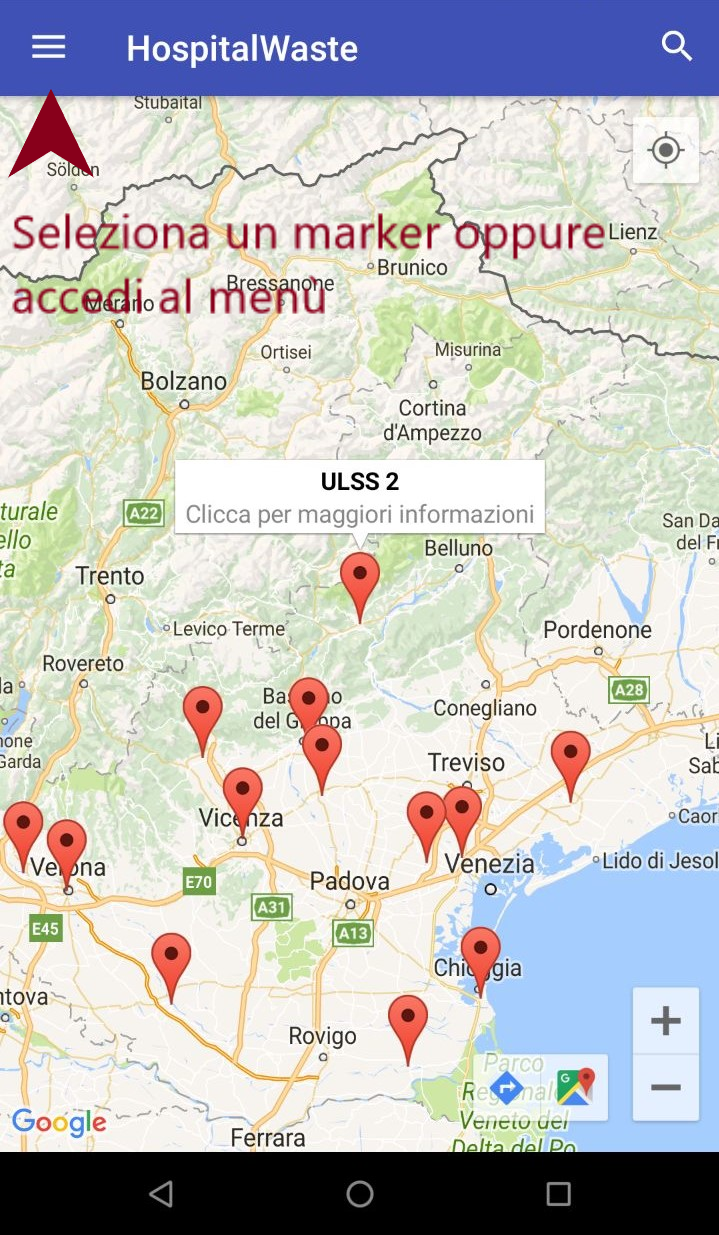 HospitalWaste
Stubaital
Sölden
Seleziona un marker oppure
Lienz
Brunico
accedi al menù
Bressanone
Merano
Ortisei
Misurina
Bolzano
Cortina
d'Ampezzo
ULSS 2
Clicca per maggiori informazioni
A22
turale
ello
ta
San Da
del Fr
Belluno
Trento
Levico Terme
Pordenone
Rovereto
la
A28
Conegliano
del
one
Garda
Treviso
Li
Sab
Vicenza
Caor
Verona
Venezia
Lido di Jesol
E70
Padova
A31
E45
A13
Chioggia
ntova
Rovigo
Parco
Regionale
G
Veneto del
Delta del Po
Google
Ferrara